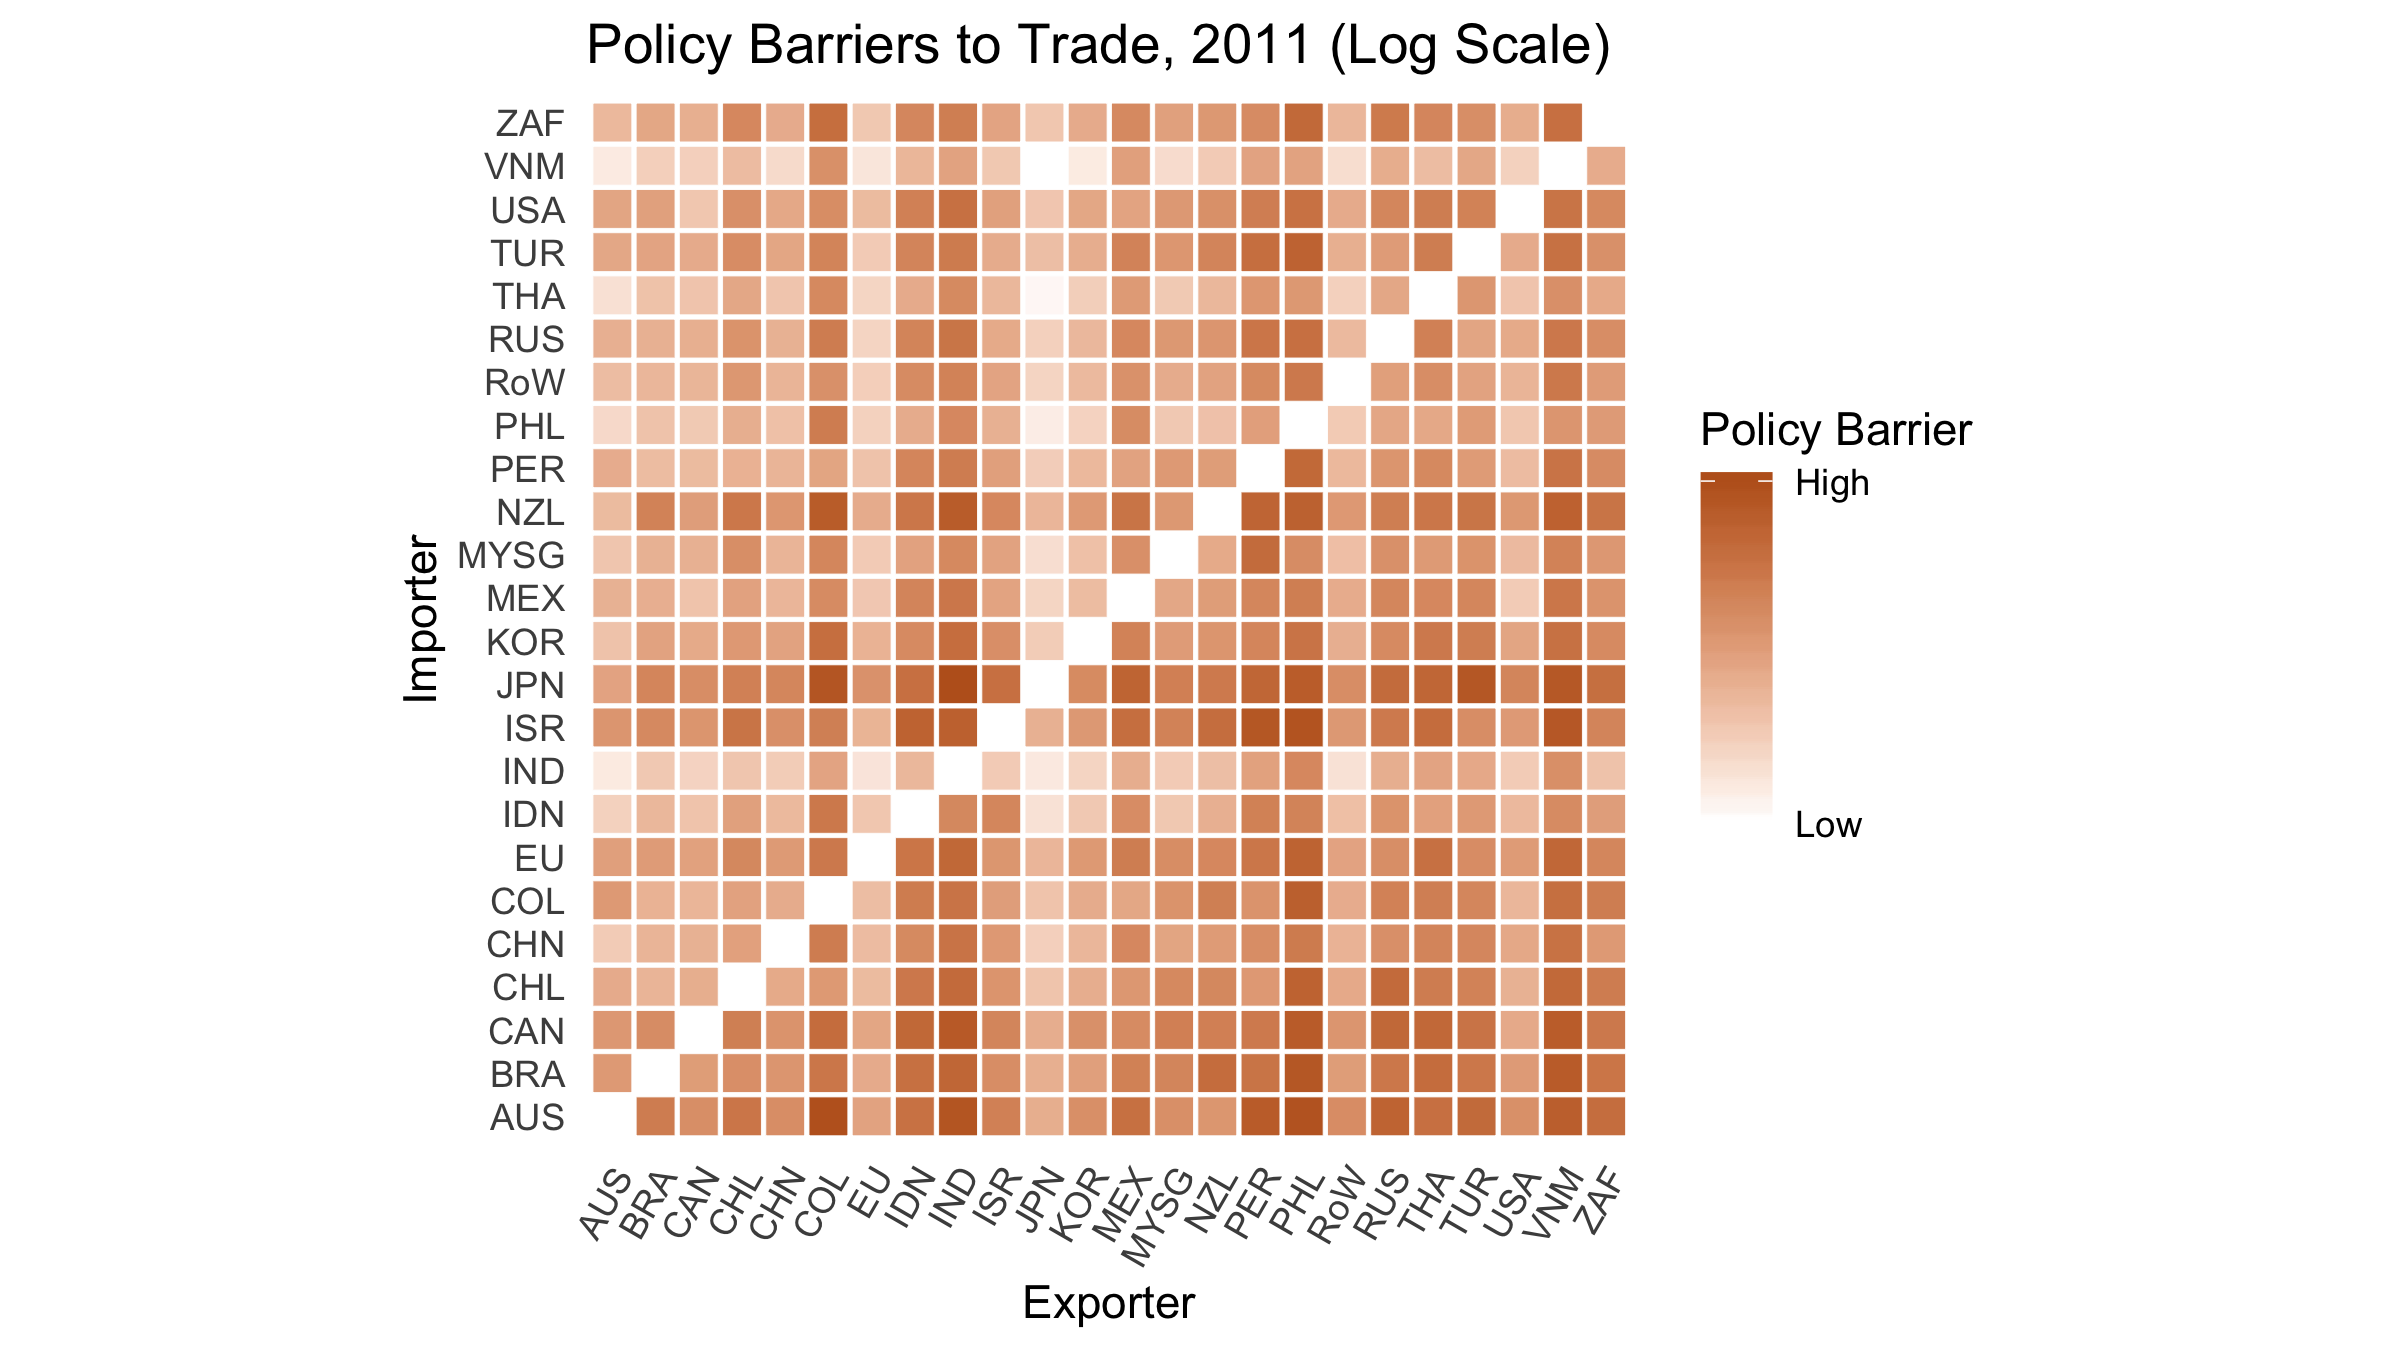 Policy Barriers to Trade, 2011 (Log Scale)
Importer
ZAF
VNM
USA
TUR
THA
RUS
RoW
PHL
PER
NZL
MYSG
MEX
KOR
JPN
ISR
IND
IDN
EU
COL
CHN
CHL
CAN
BRA
AUS
AUS BRA CAN CHL CHN COL EU IDN IND ISR JPN KOR MEX MYSG NZL PER PHL RoW RUS THA TUR USA VNM ZAF
Exporter
Policy Barrier
High
Low